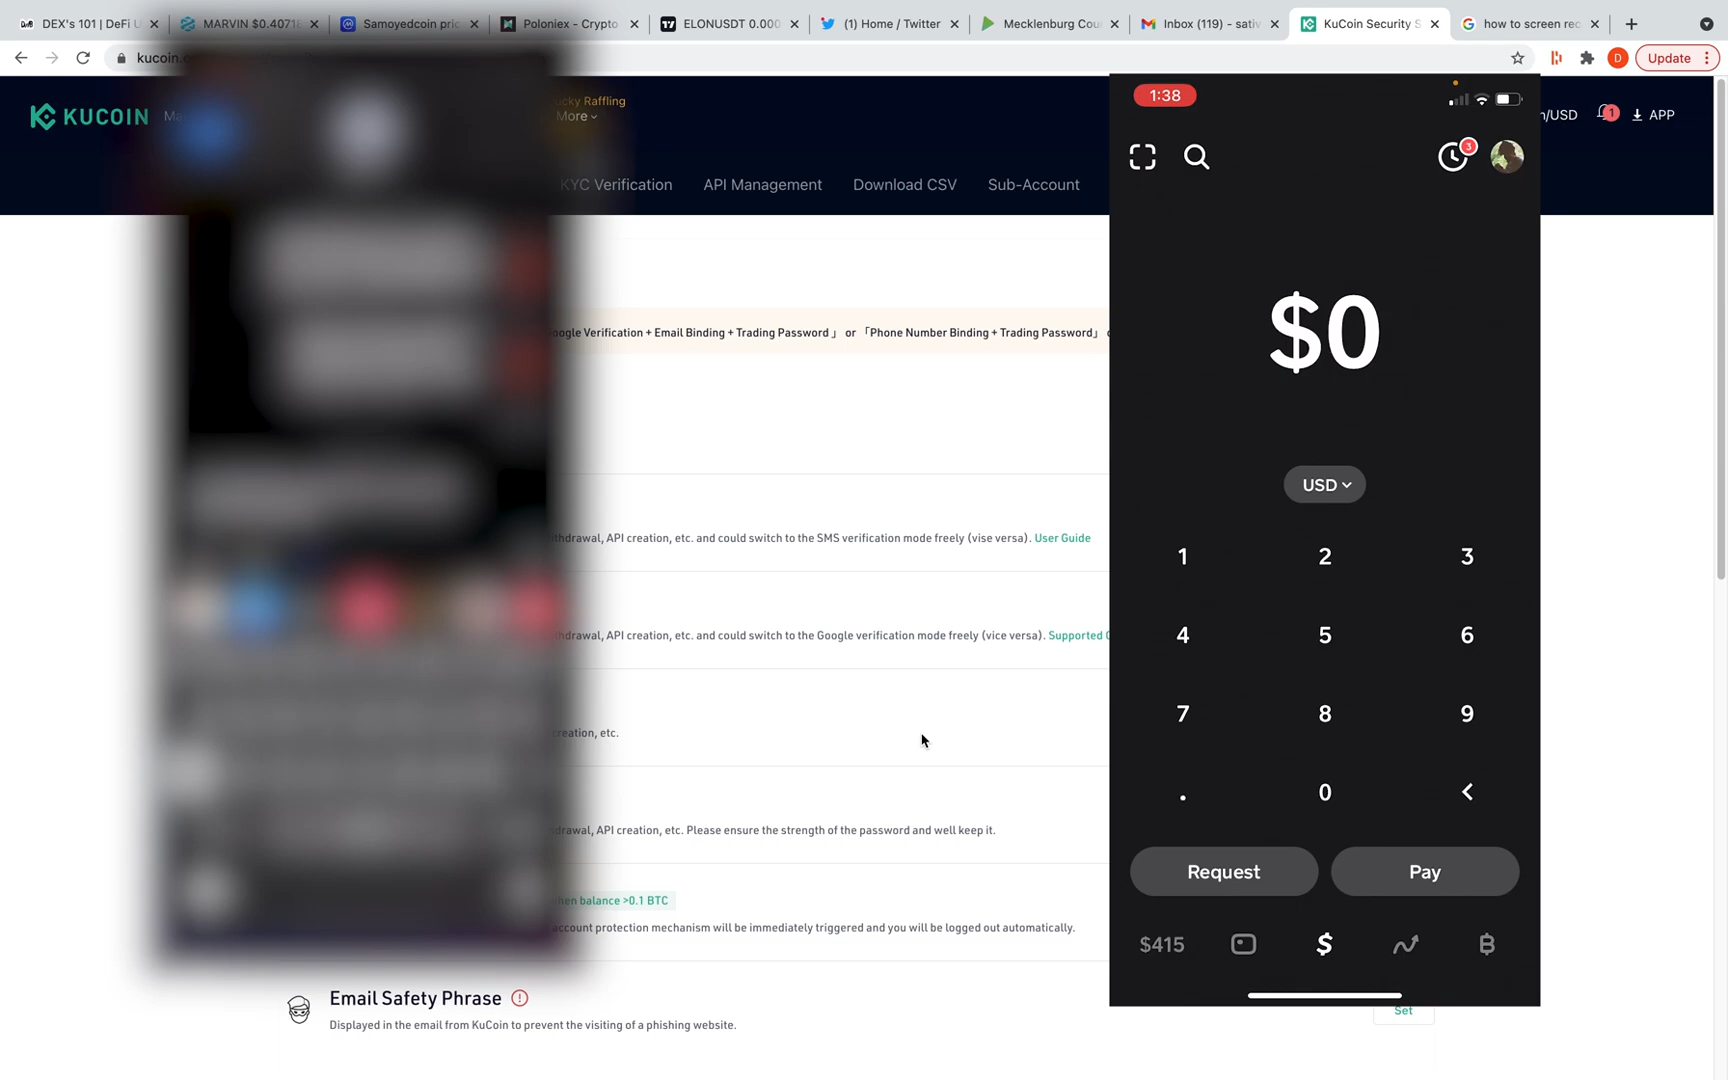 DEX's 101 | DeFi U
MARVIN $0.40718
Samoyedcoin pric
Poloniex - Crypto
ELONUSDT 0.000
(1) Home / Twitter
Mecklenburg Cou
Inbox (119) - sativ
KuCoin Security S
how to screen rec
kucoin.
D
Update
KUCOIN
Ma
ucky Raffling
More
n/USD
1
APP
KYC Verification
API Management
Download CSV
Sub-Account
oogle Verification + Email Binding + Trading Password 」 or 「Phone Number Binding + Trading Password」
thdrawal, API creation, etc. and could switch to the SMS verification mode freely (vise versa). User Guide
thdrawal, API creation, etc. and could switch to the Google verification mode freely (vice versa). Supported
creation, etc.
drawal, API creation, etc. Please ensure the strength of the password and well keep it.
hen balance >0.1 BTC
account protection mechanism will be immediately triggered and you will be logged out automatically.
Email Safety Phrase
Displayed in the email from KuCoin to prevent the visiting of a phishing website.
Set
1:38
3
$0
USD
1 2 3
4 5 6
7 8 9
. 0 <
Request
Pay
$415
$